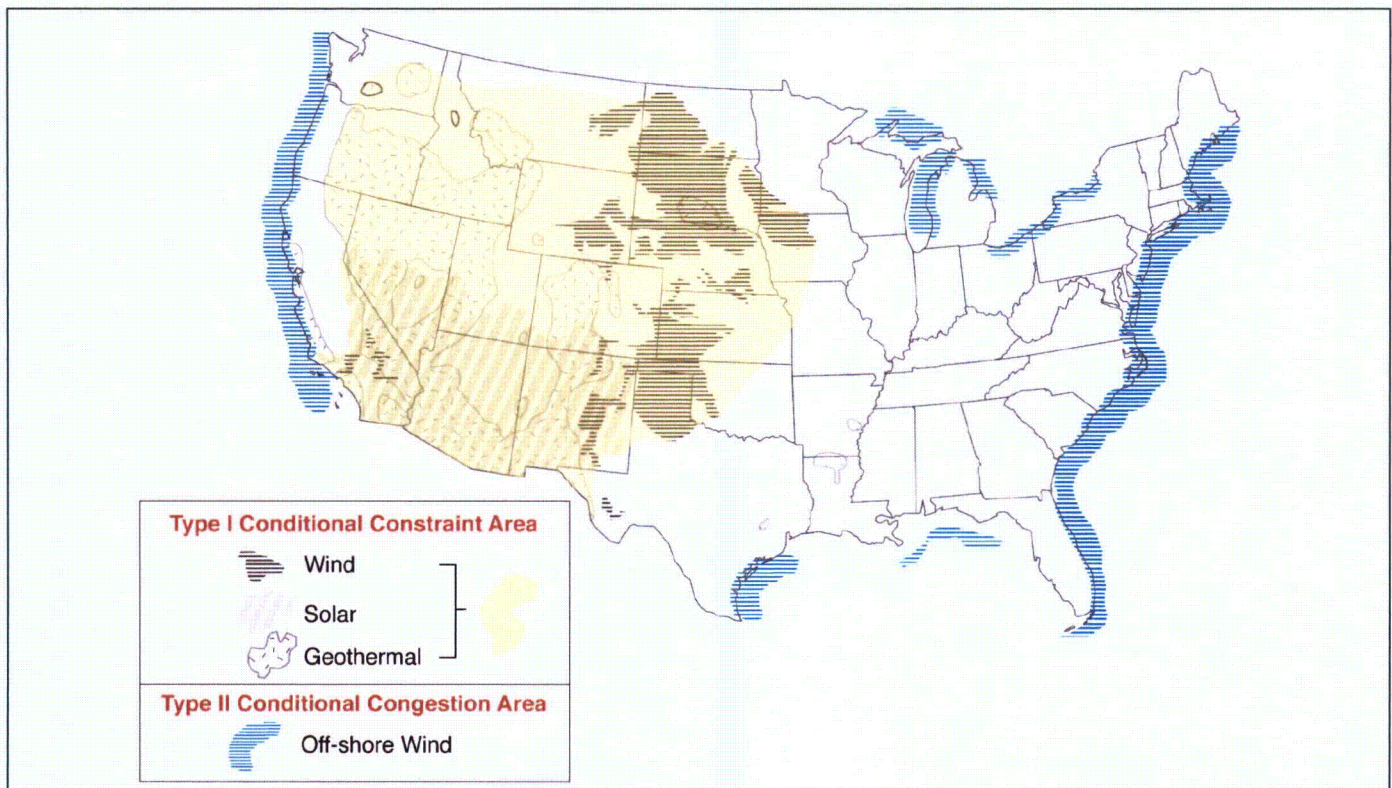 Type I Conditional Constraint Area
Wind
Solar
Geothermal
Type II Conditional Congestion Area
Off-shore Wind